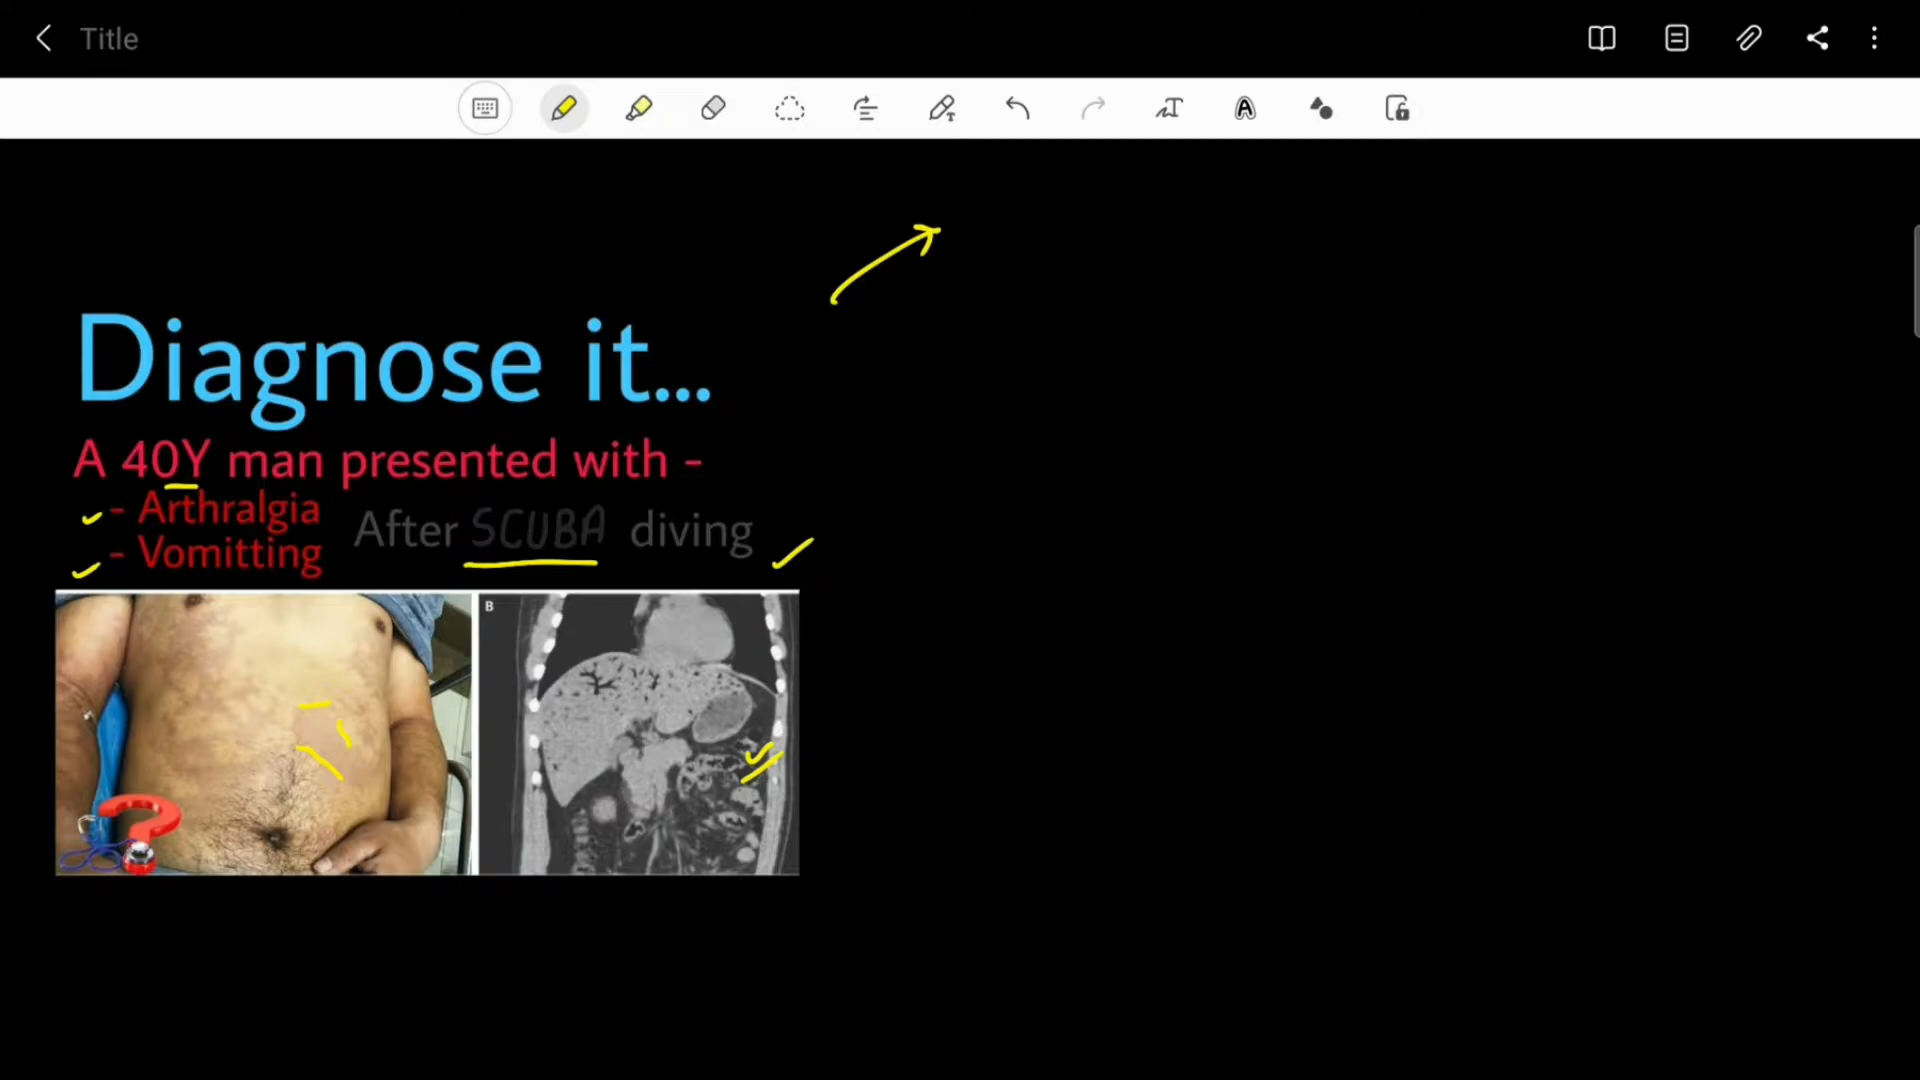 Title
Diagnose it...
A 40Y man presented with -
- Arthralgia
- Vomitting
After SCUBA diving
B